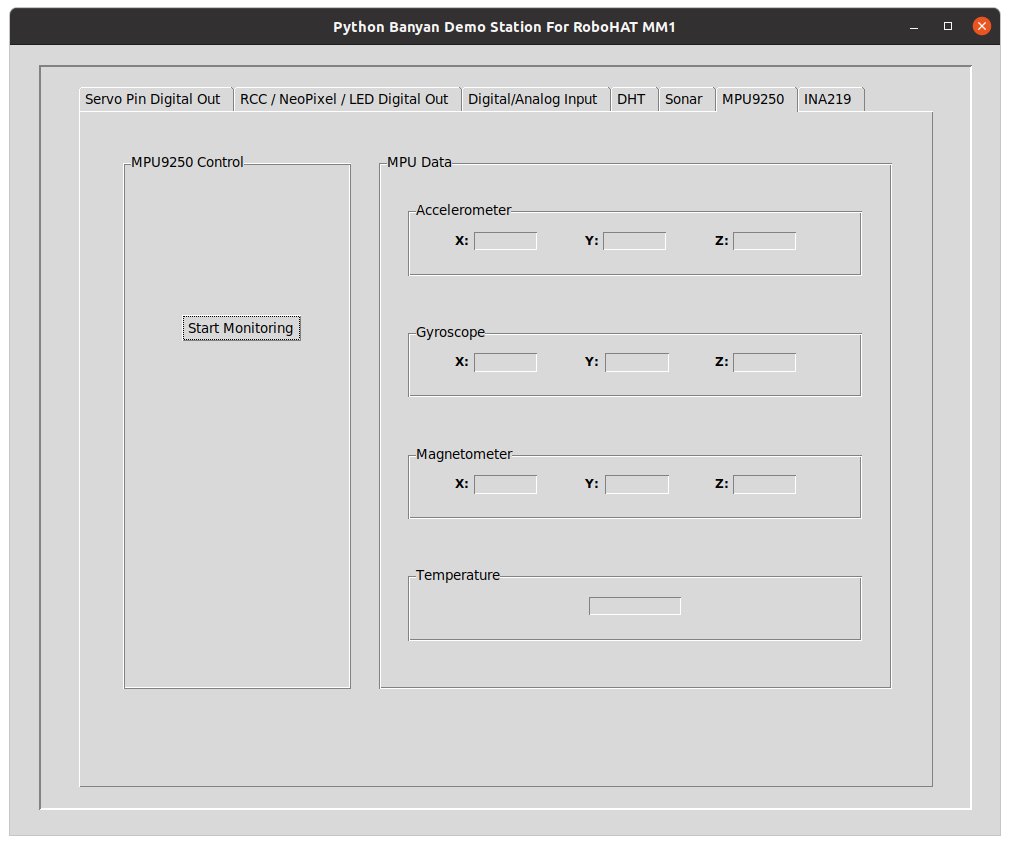 Python Banyan Demo Station For RoboHAT MM1
Servo Pin Digital Out RCC / NeoPixel / LED Digital Out Digital/Analog Input DHT Sonar MPU9250 INA219
MPU9250 Control
Start Monitoring
MPU Data
Accelerometer
X: Y: Z:
Gyroscope
X: Y: Z:
Magnetometer
X: Y: Z:
Temperature